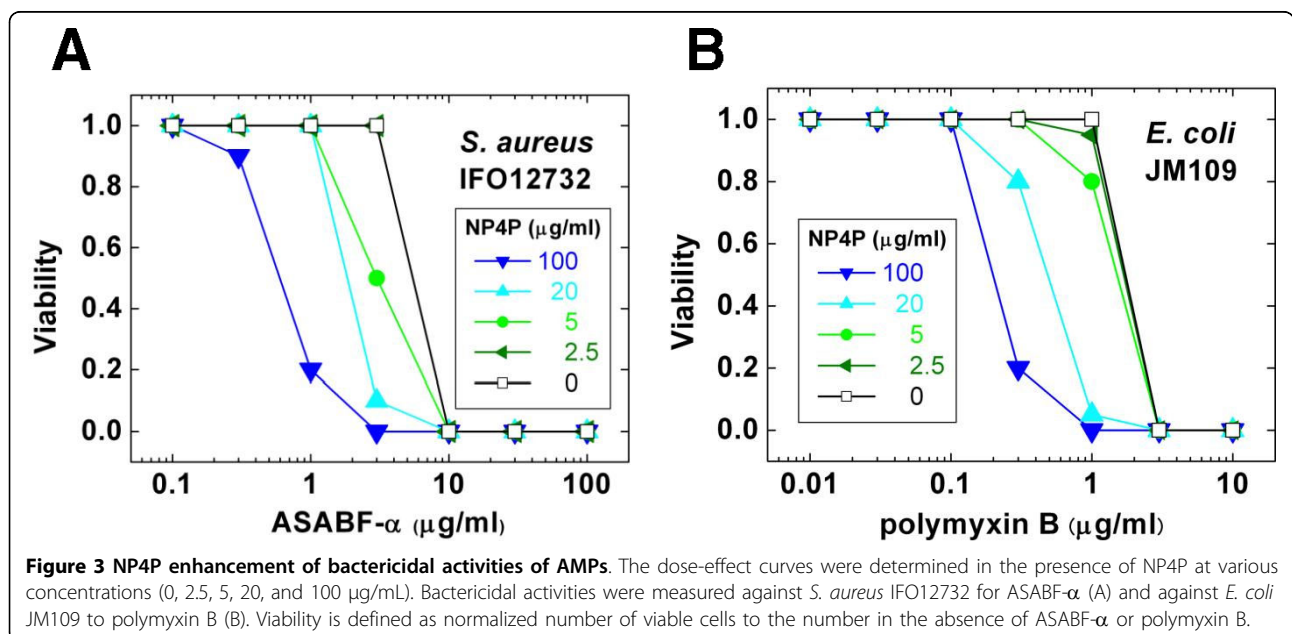 A
B
1.0
0.8
0.6
0.4
0.2
0.0
Viability
S. aureus
IFO12732
NP4P (μg/ml)
100
20
5
2.5
0
0.1 1 10 100
ASABF-α (μg/ml)
1.0
0.8
0.6
0.4
0.2
0.0
Viability
E. coli
JM109
NP4P (μg/ml)
100
20
5
2.5
0
0.01 0.1 1 10
polymyxin B (μg/ml)
Figure 3 NP4P enhancement of bactericidal activities of AMPs. The dose-effect curves were determined in the presence of NP4P at various
concentrations (0, 2.5, 5, 20, and 100 μg/mL). Bactericidal activities were measured against S. aureus IFO12732 for ASABF-α (A) and against E. coli
JM109 to polymyxin B (B). Viability is defined as normalized number of viable cells to the number in the absence of ASABF-α or polymyxin B.